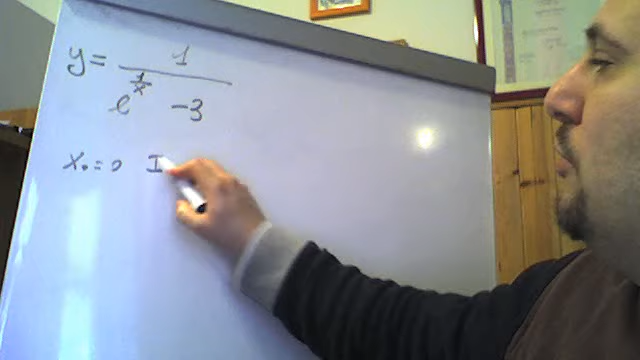 y = 1 / (e^(1/x) - 3)
x₀ = 0 I